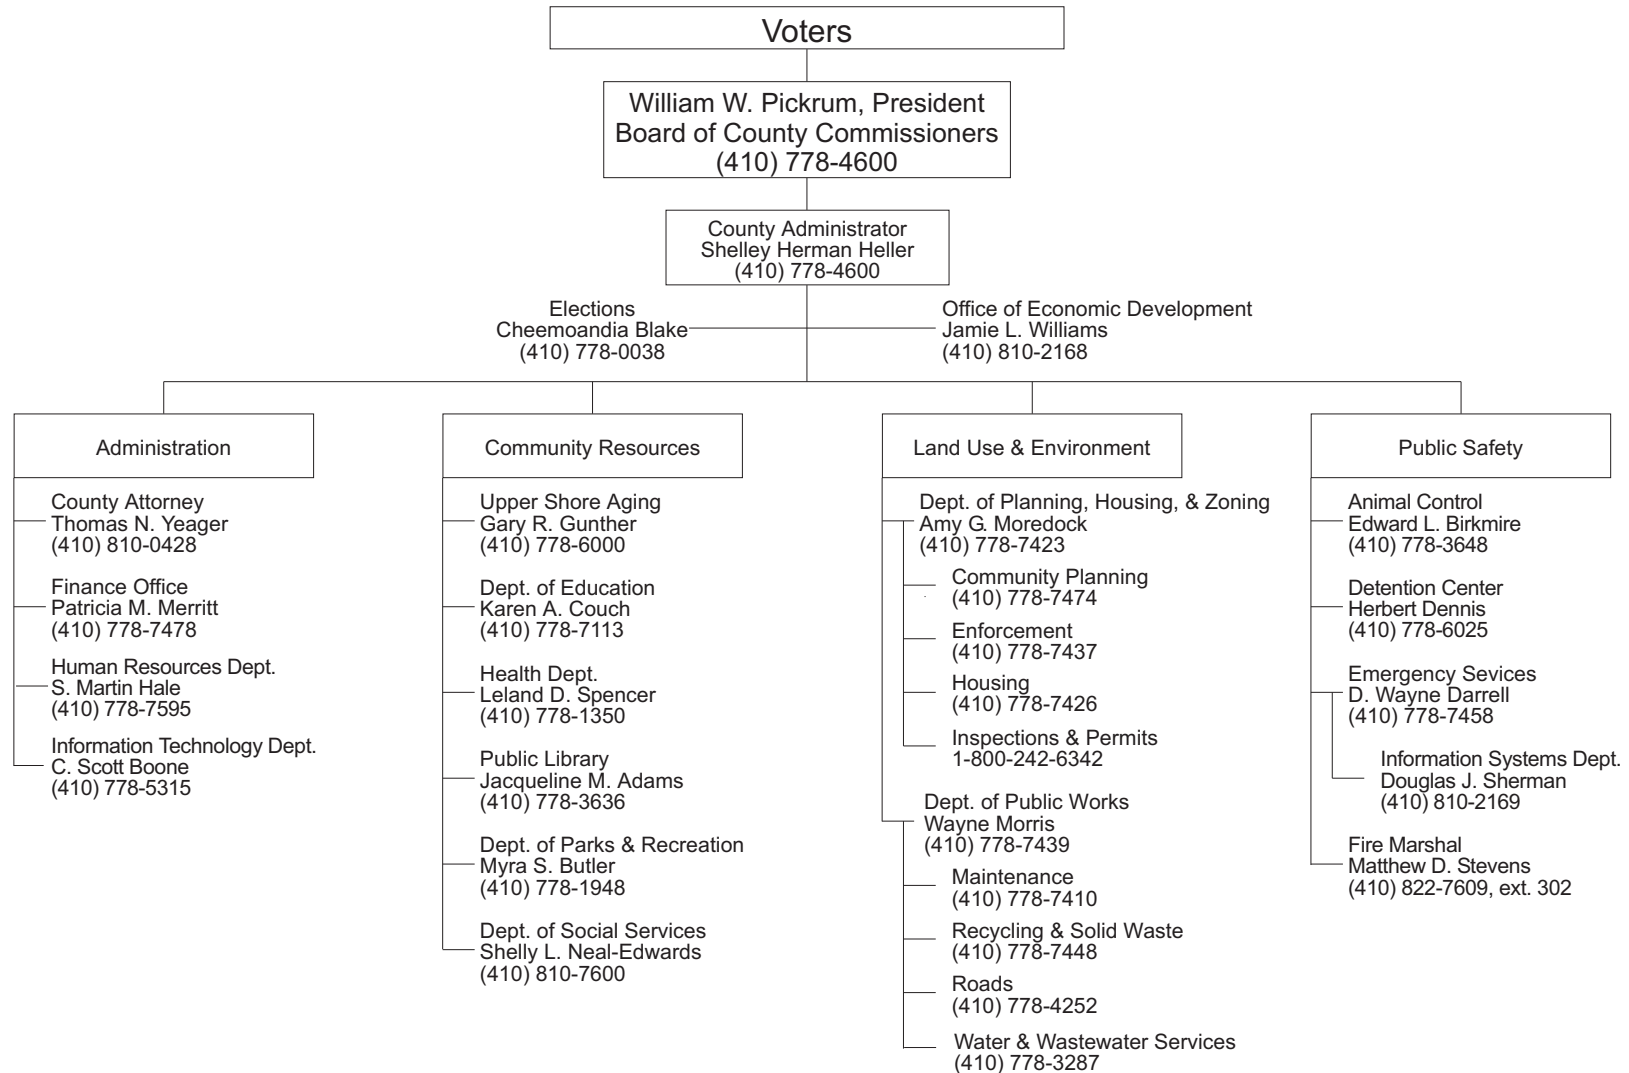 Voters
William W. Pickrum, President
Board of County Commissioners
(410) 778-4600
County Administrator
Shelley Herman Heller
(410) 778-4600
Elections
Cheemoandia Blake
(410) 778-0038
Office of Economic Development
Jamie L. Williams
(410) 810-2168
Administration
County Attorney
Thomas N. Yeager
(410) 810-0428
Finance Office
Patricia M. Merritt
(410) 778-7478
Human Resources Dept.
S. Martin Hale
(410) 778-7595
Information Technology Dept.
C. Scott Boone
(410) 778-5315
Community Resources
Upper Shore Aging
Gary R. Gunther
(410) 778-6000
Dept. of Education
Karen A. Couch
(410) 778-7113
Health Dept.
Leland D. Spencer
(410) 778-1350
Public Library
Jacqueline M. Adams
(410) 778-3636
Dept. of Parks & Recreation
Myra S. Butler
(410) 778-1948
Dept. of Social Services
Shelly L. Neal-Edwards
(410) 810-7600
Land Use & Environment
Dept. of Planning, Housing, & Zoning
Amy G. Moredock
(410) 778-7423
Community Planning
(410) 778-7474
Enforcement
(410) 778-7437
Housing
(410) 778-7426
Inspections & Permits
1-800-242-6342
Dept. of Public Works
Wayne Morris
(410) 778-7439
Maintenance
(410) 778-7410
Recycling & Solid Waste
(410) 778-7448
Roads
(410) 778-4252
Water & Wastewater Services
(410) 778-3287
Public Safety
Animal Control
Edward L. Birkmire
(410) 778-3648
Detention Center
Herbert Dennis
(410) 778-6025
Emergency Sevices
D. Wayne Darrell
(410) 778-7458
Information Systems Dept.
Douglas J. Sherman
(410) 810-2169
Fire Marshal
Matthew D. Stevens
(410) 822-7609, ext. 302